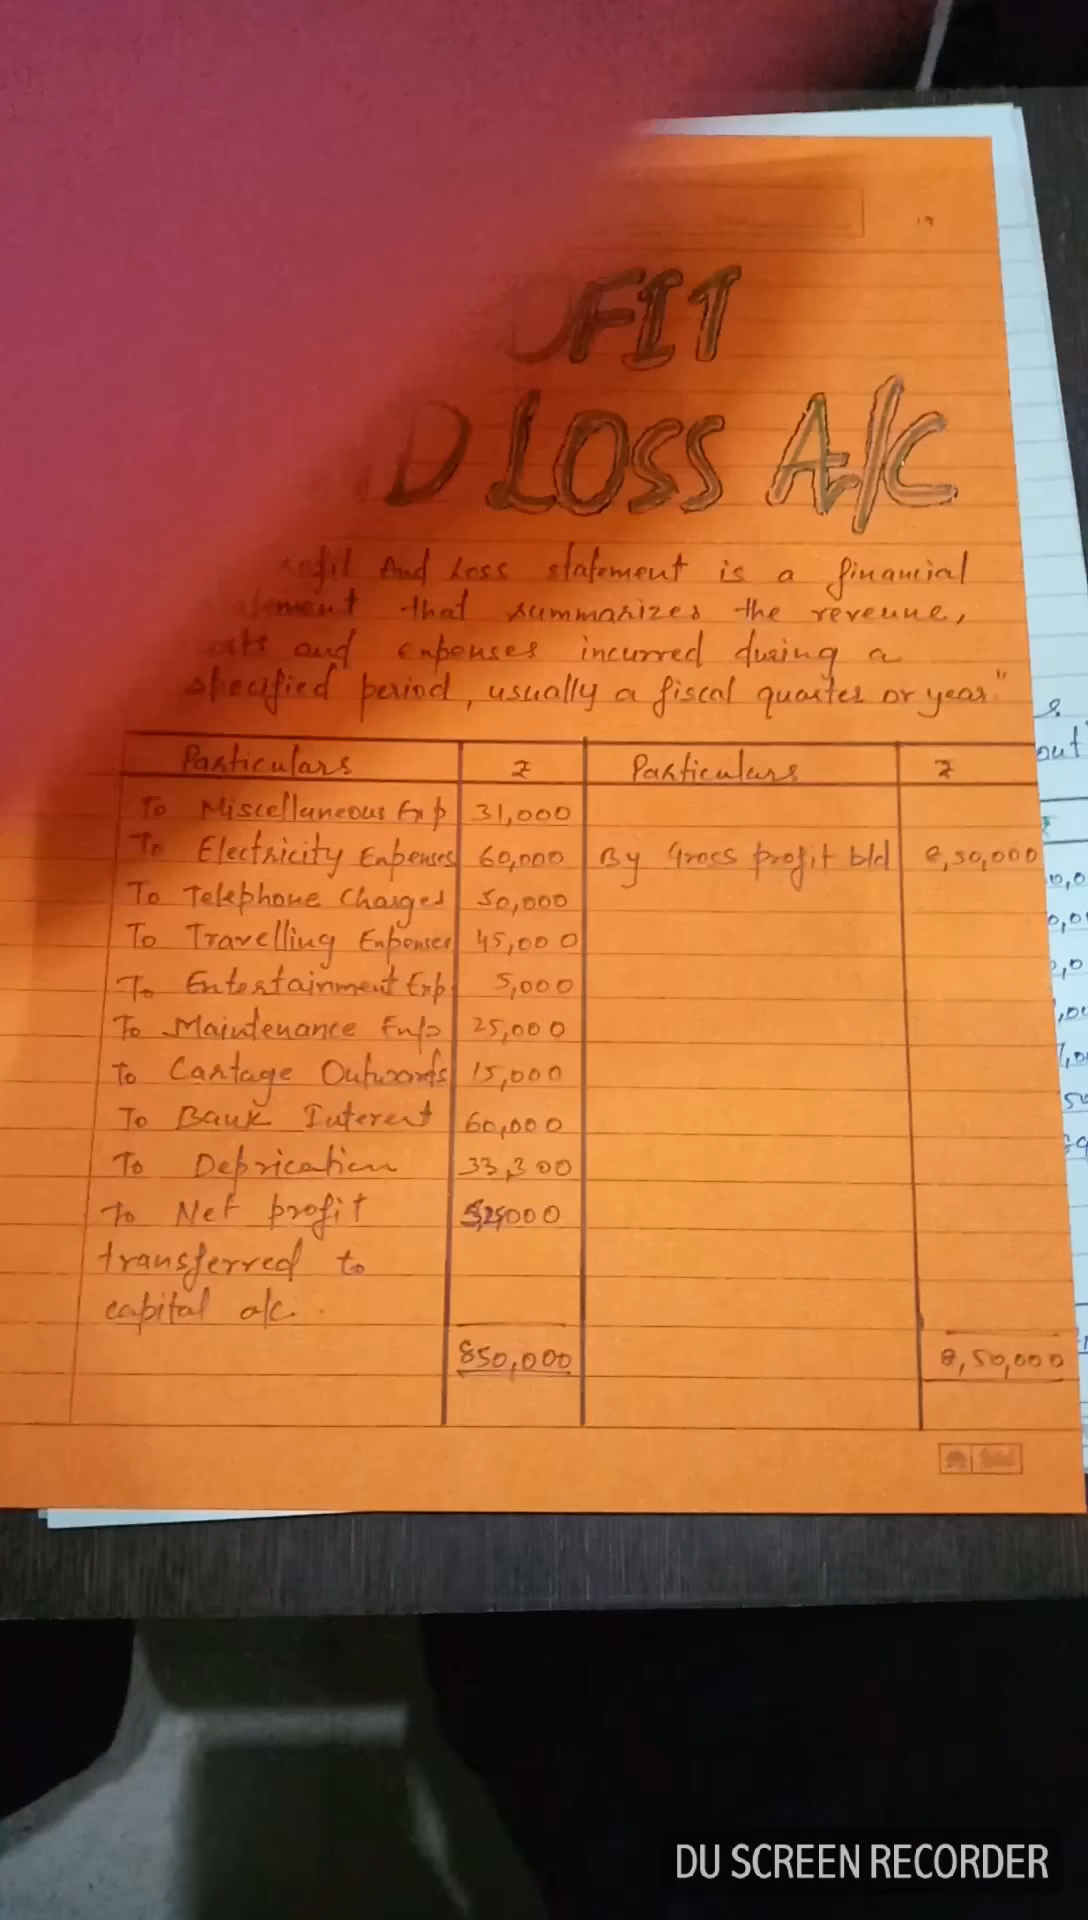 OFIT
D LOSS A/C
And Loss statement is a financial
that summarizes the revenue,
and expenses incurred during a
specified period, usually a fiscal quarter or year."
Particulars ₹ Particulars ₹
To Miscellaneous Exp 31,000
To Electricity Expenses 60,000 By Gross profit b/d 8,50,000
To Telephone Charges 50,000
To Travelling Expenses 45,000
To Entertainment Exp 5,000
To Maintenance Exp 25,000
To Cartage Outwards 15,000
To Bank Interest 60,000
To Deprication 33,300
To Net profit
transferred to
capital a/c.
850,000 8,50,000
out
DU SCREEN RECORDER